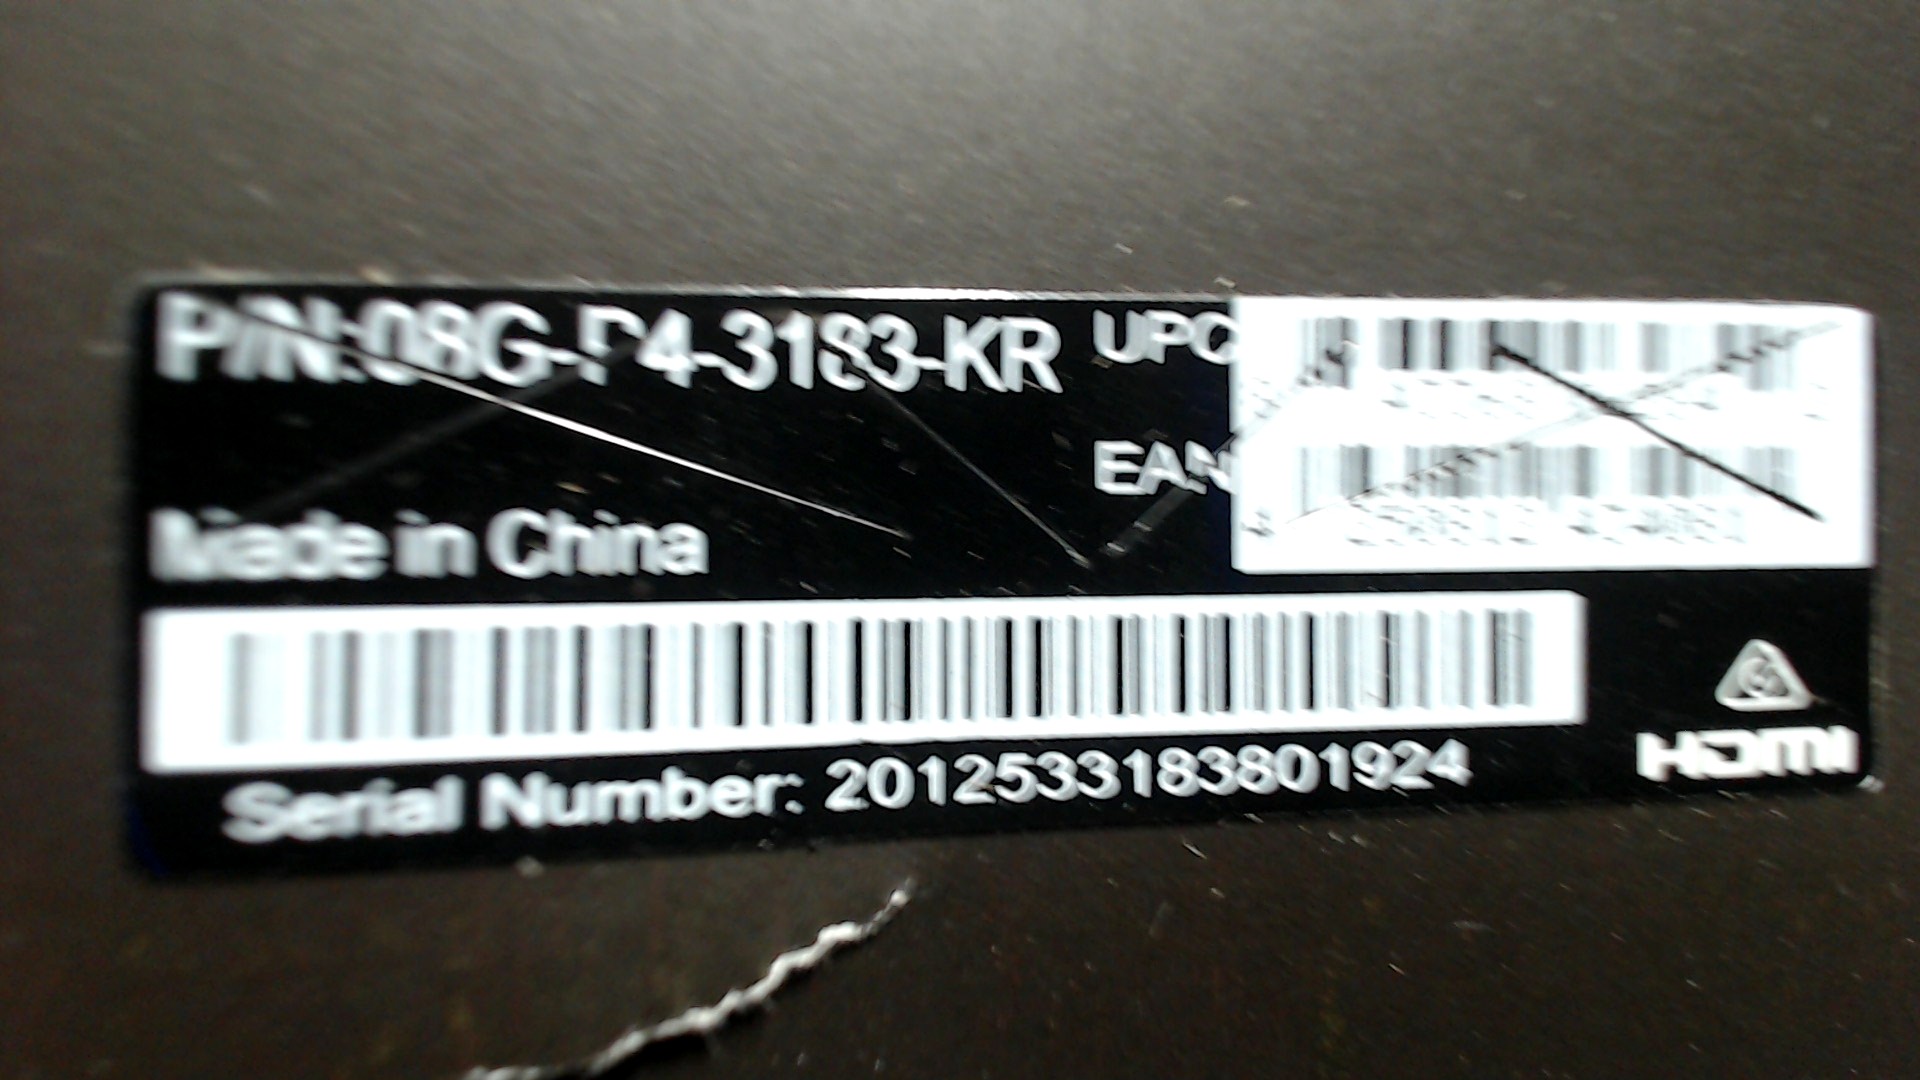 P/N:08G-P4-3183-KR
UPC
EAN
Made in China
Serial Number: 2012533183801924
HDMI